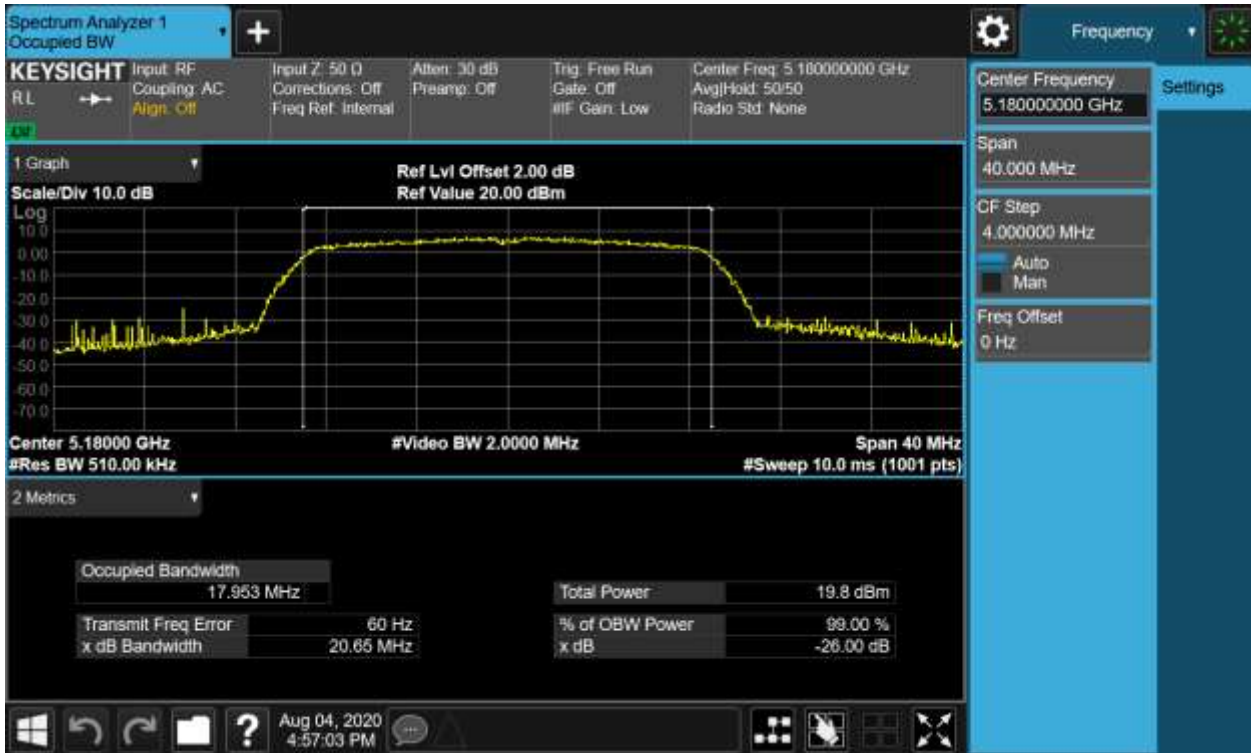 Spectrum Analyzer 1
Occupied BW
+
Frequency
KEYSIGHT
RL
Input: RF
Coupling: AC
Align: Off
Input Z: 50 Ω
Corrections: Off
Freq Ref: Internal
Atten: 30 dB
Preamp: Off
Trig: Free Run
Gate: Off
#IF Gain: Low
Center Freq: 5.180000000 GHz
Avg|Hold: 50/50
Radio Std: None
Center Frequency
5.180000000 GHz
Settings
Span
40.000 MHz
CF Step
4.000000 MHz
Auto
Man
Freq Offset
0 Hz
1 Graph
Scale/Div 10.0 dB
Ref Lvl Offset 2.00 dB
Ref Value 20.00 dBm
Log
10.0
0.00
-10.0
-20.0
-30.0
-40.0
-50.0
-60.0
-70.0
Center 5.18000 GHz
#Video BW 2.0000 MHz
Span 40 MHz
#Res BW 510.00 kHz
#Sweep 10.0 ms (1001 pts)
2 Metrics
Occupied Bandwidth
17.953 MHz
Total Power 19.8 dBm
Transmit Freq Error 60 Hz
% of OBW Power 99.00 %
x dB Bandwidth 20.65 MHz
x dB -26.00 dB
?
Aug 04, 2020
4:57:03 PM